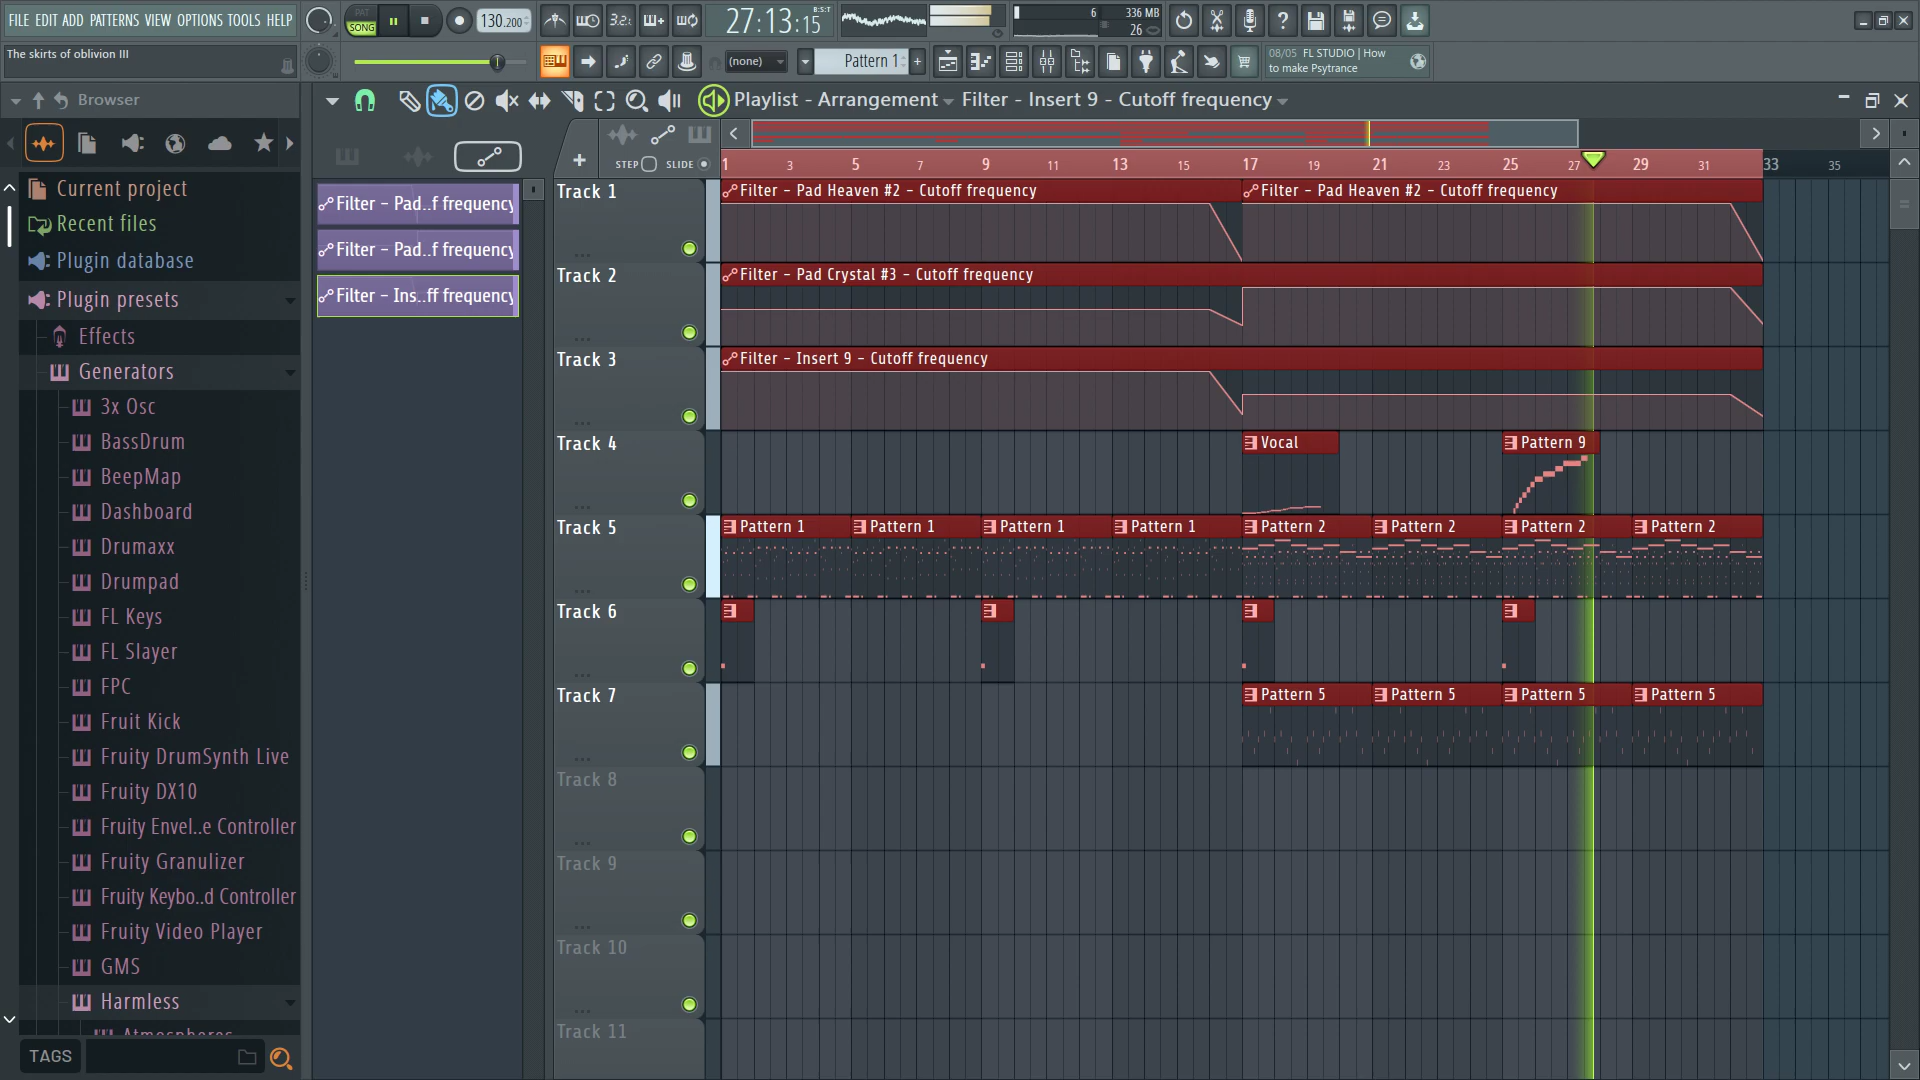 FILE EDIT ADD PATTERNS VIEW OPTIONS TOOLS HELP
PAT
SONG
130.200
3.2.
27:13:15
B:S:T
6
336 MB
26
The skirts of oblivion III
(none)
Pattern 1
+
08/05 FL STUDIO | How
to make Psytrance
Browser
Playlist - Arrangement
Filter - Insert 9 - Cutoff frequency
STEP
SLIDE
1 3 5 7 9 11 13 15 17 19 21 23 25 27 29 31 33 35
Current project
Recent files
Plugin database
Plugin presets
Effects
Generators
3x Osc
BassDrum
BeepMap
Dashboard
Drumaxx
Drumpad
FL Keys
FL Slayer
FPC
Fruit Kick
Fruity DrumSynth Live
Fruity DX10
Fruity Envel..e Controller
Fruity Granulizer
Fruity Keybo..d Controller
Fruity Video Player
GMS
Harmless
Atmospheres
TAGS
Filter - Pad..f frequency
Filter - Pad..f frequency
Filter - Ins..ff frequency
Track 1
Filter - Pad Heaven #2 - Cutoff frequency
Filter - Pad Heaven #2 - Cutoff frequency
Track 2
Filter - Pad Crystal #3 - Cutoff frequency
Track 3
Filter - Insert 9 - Cutoff frequency
Track 4
Vocal
Pattern 9
Track 5
Pattern 1
Pattern 1
Pattern 1
Pattern 1
Pattern 2
Pattern 2
Pattern 2
Pattern 2
Track 6
Track 7
Pattern 5
Pattern 5
Pattern 5
Pattern 5
Track 8
Track 9
Track 10
Track 11